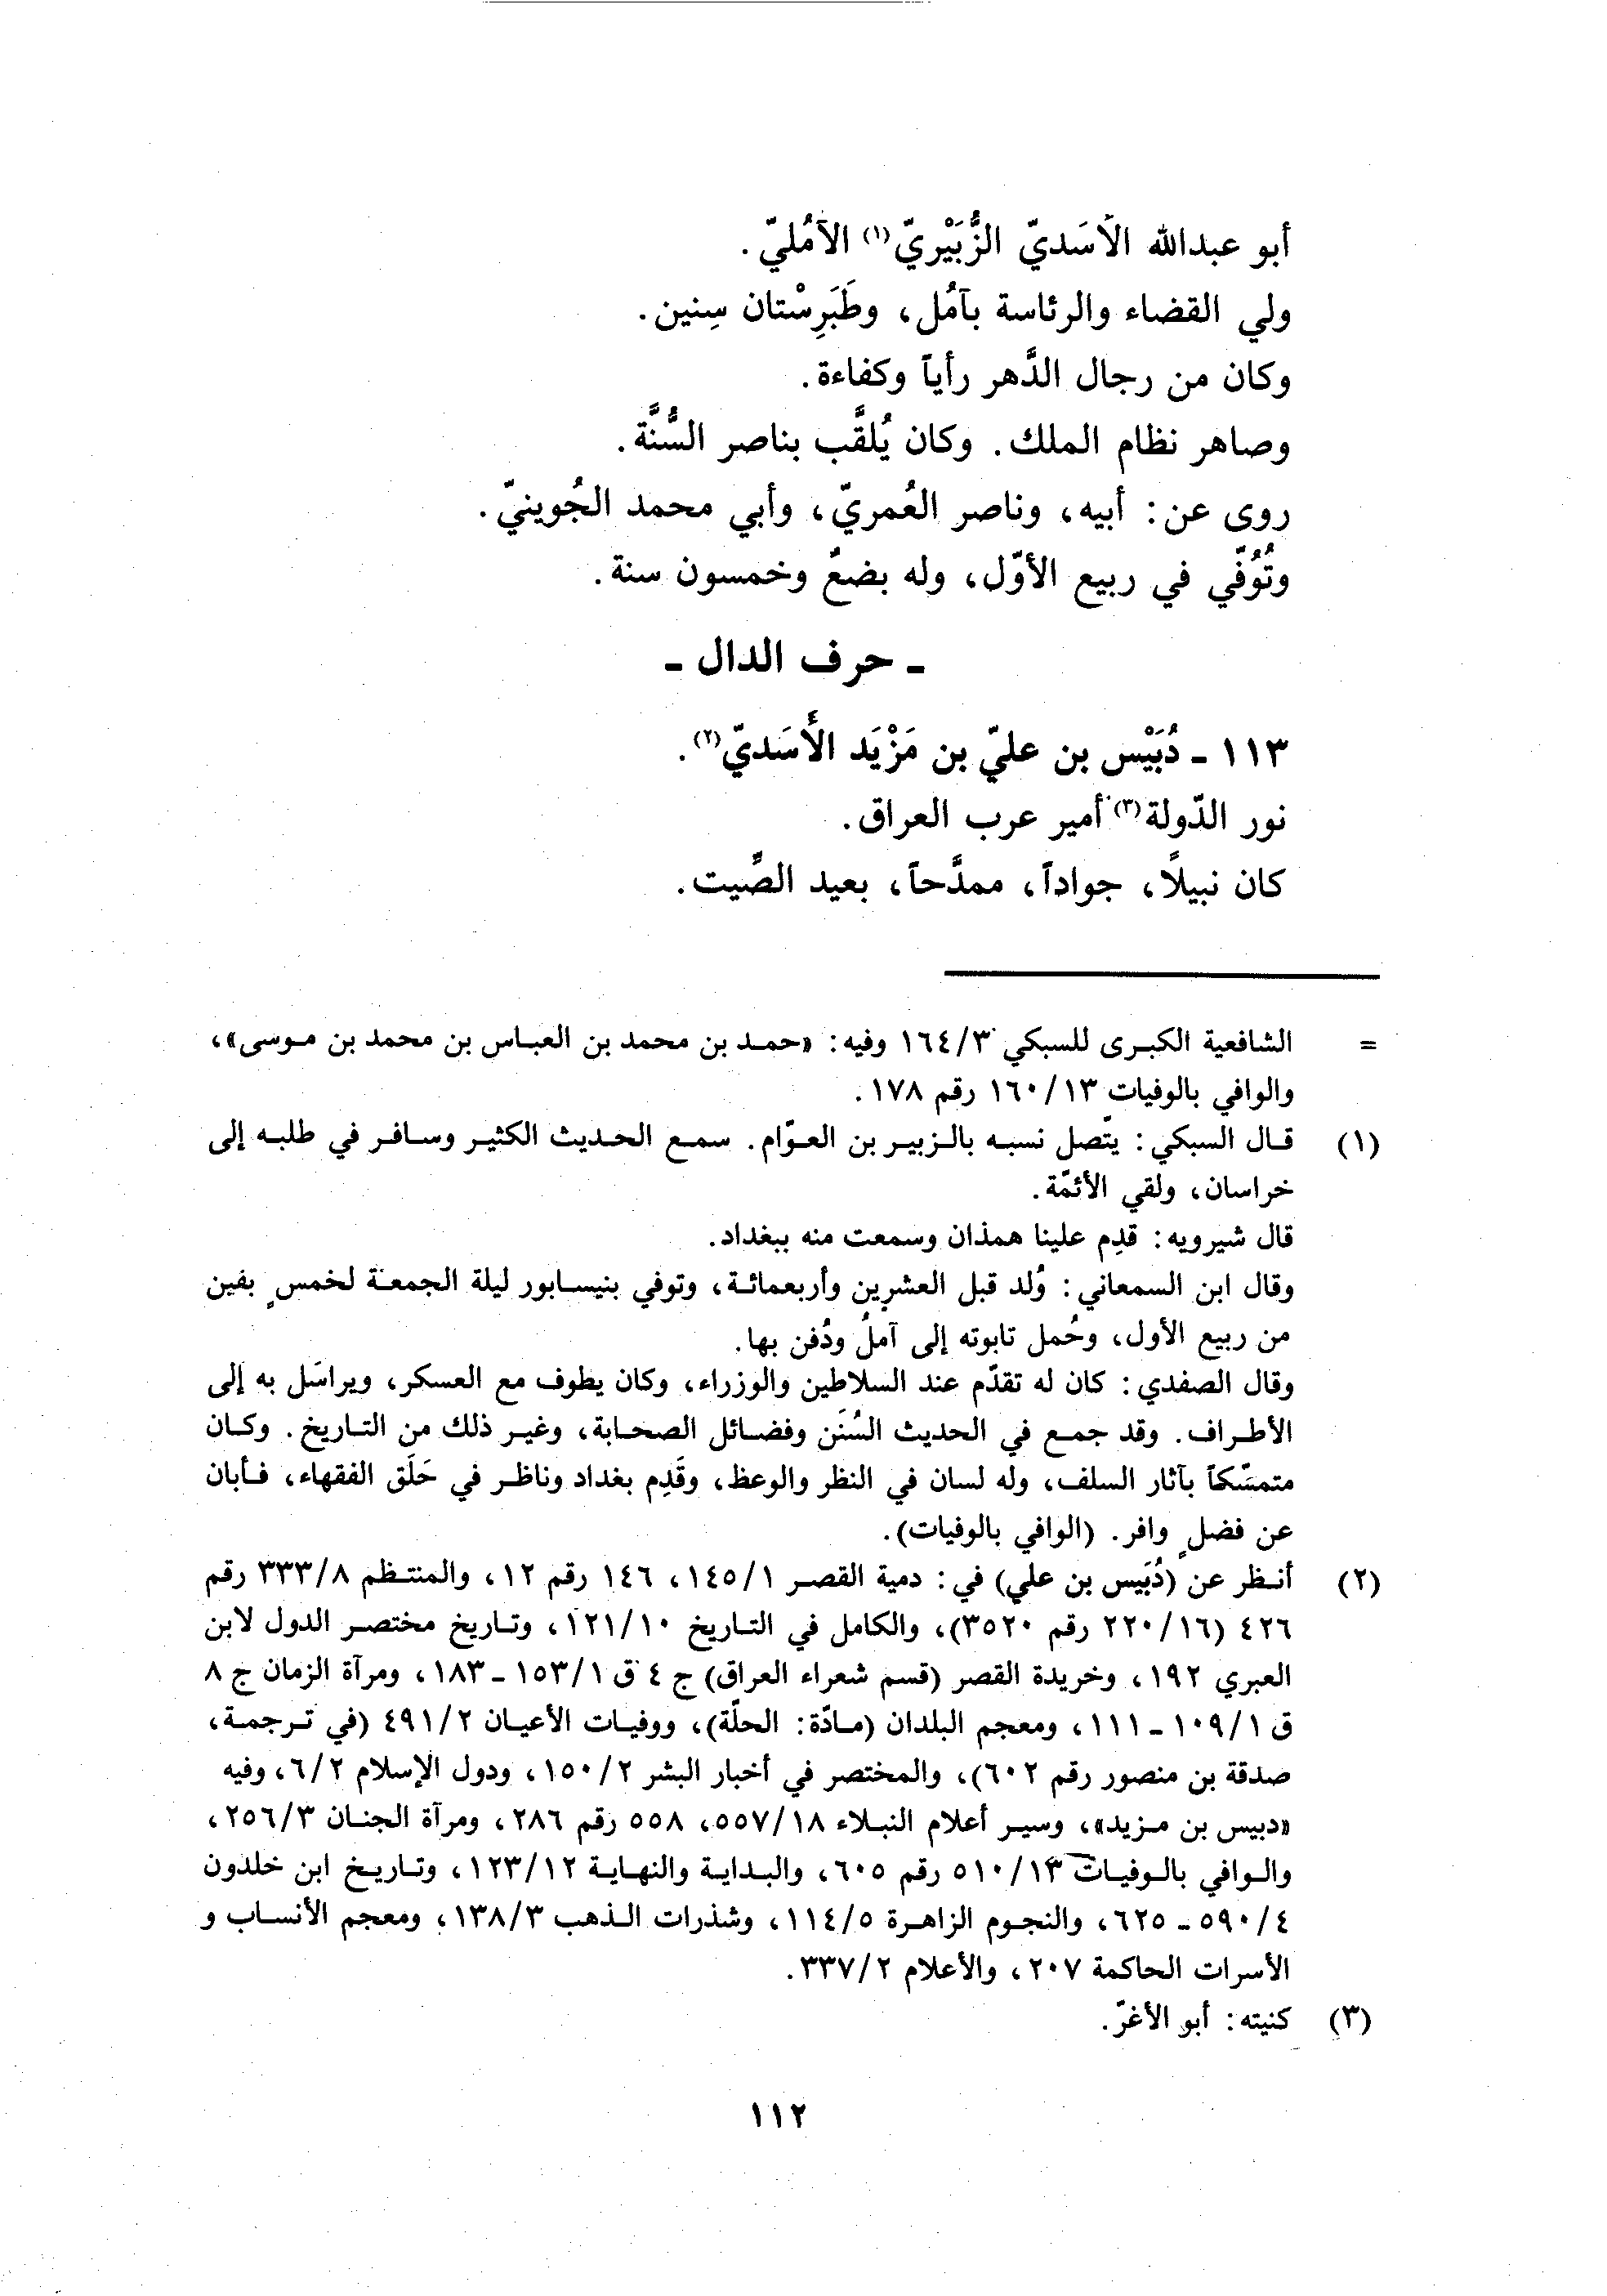 أبو عبدالله الأَسَديّ الزُّبَيْريّ(١) الآمُليّ.
ولي القضاء والرئاسة بآمُل، وطَبَرِسْتان سِنين.
وكان من رجال الدَّهر رأياً وكفاءة.
وصاهر نظام الملك. وكان يُلقَّب بناصر السُّنَّة.
روى عن: أبيه، وناصر العُمريّ، وأبي محمد الجُوينيّ.
وتُوُفّي في ربيع الأوّل، وله بضعٌ وخمسون سنة.
ـ حرف الدال ـ
١١٣ ـ دُبَيْس بن عليّ بن مَزْيَد الأَسَديّ(٢).
نور الدّولة(٣) أمير عرب العراق.
كان نبيلًا، جواداً، ممدَّحاً، بعيد الصِّيت.
= الشافعية الكبرى للسبكي ١٦٤/٣ وفيه: «حمد بن محمد بن العباس بن محمد بن موسى»،
والوافي بالوفيات ١٦٠/١٣ رقم ١٧٨.
(١) قال السبكي: يتّصل نسبه بالزبير بن العوّام. سمع الحديث الكثير وسافر في طلبه إلى
خراسان، ولقي الأئمّة.
قال شيرويه: قدِم علينا همذان وسمعت منه ببغداد.
وقال ابن السمعاني: وُلد قبل العشرين وأربعمائة، وتوفي بنيسابور ليلة الجمعة لخمسٍ بقين
من ربيع الأول، وحُمل تابوته إلى آمُل ودُفن بها.
وقال الصفدي: كان له تقدّم عند السلاطين والوزراء، وكان يطوف مع العسكر، ويراسَل به إلى
الأطراف. وقد جمع في الحديث السُنَن وفضائل الصحابة، وغير ذلك من التاريخ. وكان
متمسّكاً بآثار السلف، وله لسان في النظر والوعظ، وقَدِم بغداد وناظر في حَلَق الفقهاء، فأبان
عن فضلٍ وافر. (الوافي بالوفيات).
(٢) أنظر عن (دُبَيس بن علي) في: دمية القصر ١٤٥/١، ١٤٦ رقم ١٢، والمنتظم ٣٣٣/٨ رقم
٤٢٦ (٢٢٠/١٦ رقم ٣٥٢٠)، والكامل في التاريخ ١٢١/١٠، وتاريخ مختصر الدول لابن
العبري ١٩٢، وخريدة القصر (قسم شعراء العراق) ج ٤ ق ١٥٣/١ ـ ١٨٣، ومرآة الزمان ج ٨
ق ١٠٩/١ ـ ١١١، ومعجم البلدان (مادّة: الحلّة)، ووفيات الأعيان ٤٩١/٢ (في ترجمة،
صدقة بن منصور رقم ٦٠٢)، والمختصر في أخبار البشر ١٥٠/٢، ودول الإسلام ٦/٢، وفيه
«دبيس بن مزيد»، وسير أعلام النبلاء ٥٥٧/١٨، ٥٥٨ رقم ٢٨٦، ومرآة الجنان ٢٥٦/٣،
والوافي بالوفيات ٥١٠/١٣ رقم ٦٠٥، والبداية والنهاية ١٢٣/١٢، وتاريخ ابن خلدون
٥٩٠/٤ ـ ٦٢٥، والنجوم الزاهرة ١١٤/٥، وشذرات الذهب ١٣٨/٣، ومعجم الأنساب و
الأسرات الحاكمة ٢٠٧، والأعلام ٣٣٧/٢.
(٣) كنيته: أبو الأغرّ.
١١٢